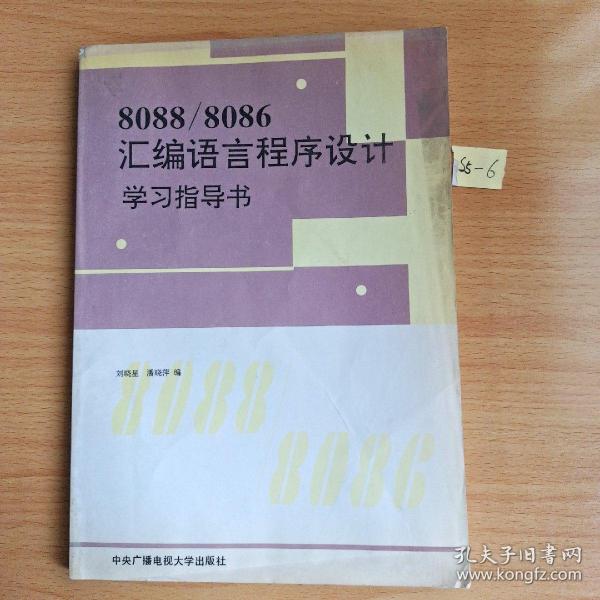 8088/8086
汇编语言程序设计
学习指导书
55-6
刘晓星 潘晓萍 编
8088
8086
中央广播电视大学出版社
孔夫子旧书网
www.kongfz.com